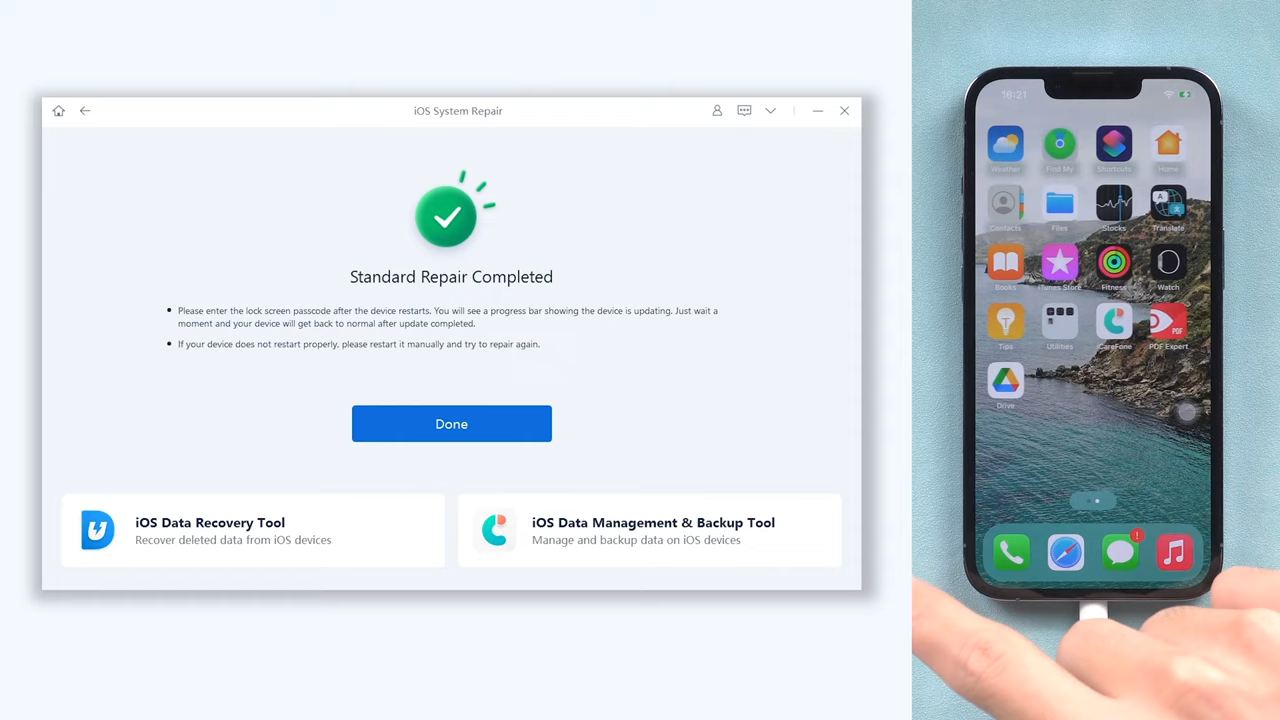 iOS System Repair
Standard Repair Completed
Please enter the lock screen passcode after the device restarts. You will see a progress bar showing the device is updating. Just wait a
moment and your device will get back to normal after update completed.
If your device does not restart properly, please restart it manually and try to repair again.
Done
iOS Data Recovery Tool
Recover deleted data from iOS devices
iOS Data Management & Backup Tool
Manage and backup data on iOS devices
16:21
Weather Find My Shortcuts Home
Contacts Files Stocks Translate
Books iTunes Store Fitness Watch
PDF
Tips Utilities iCareFone PDF Expert
Drive